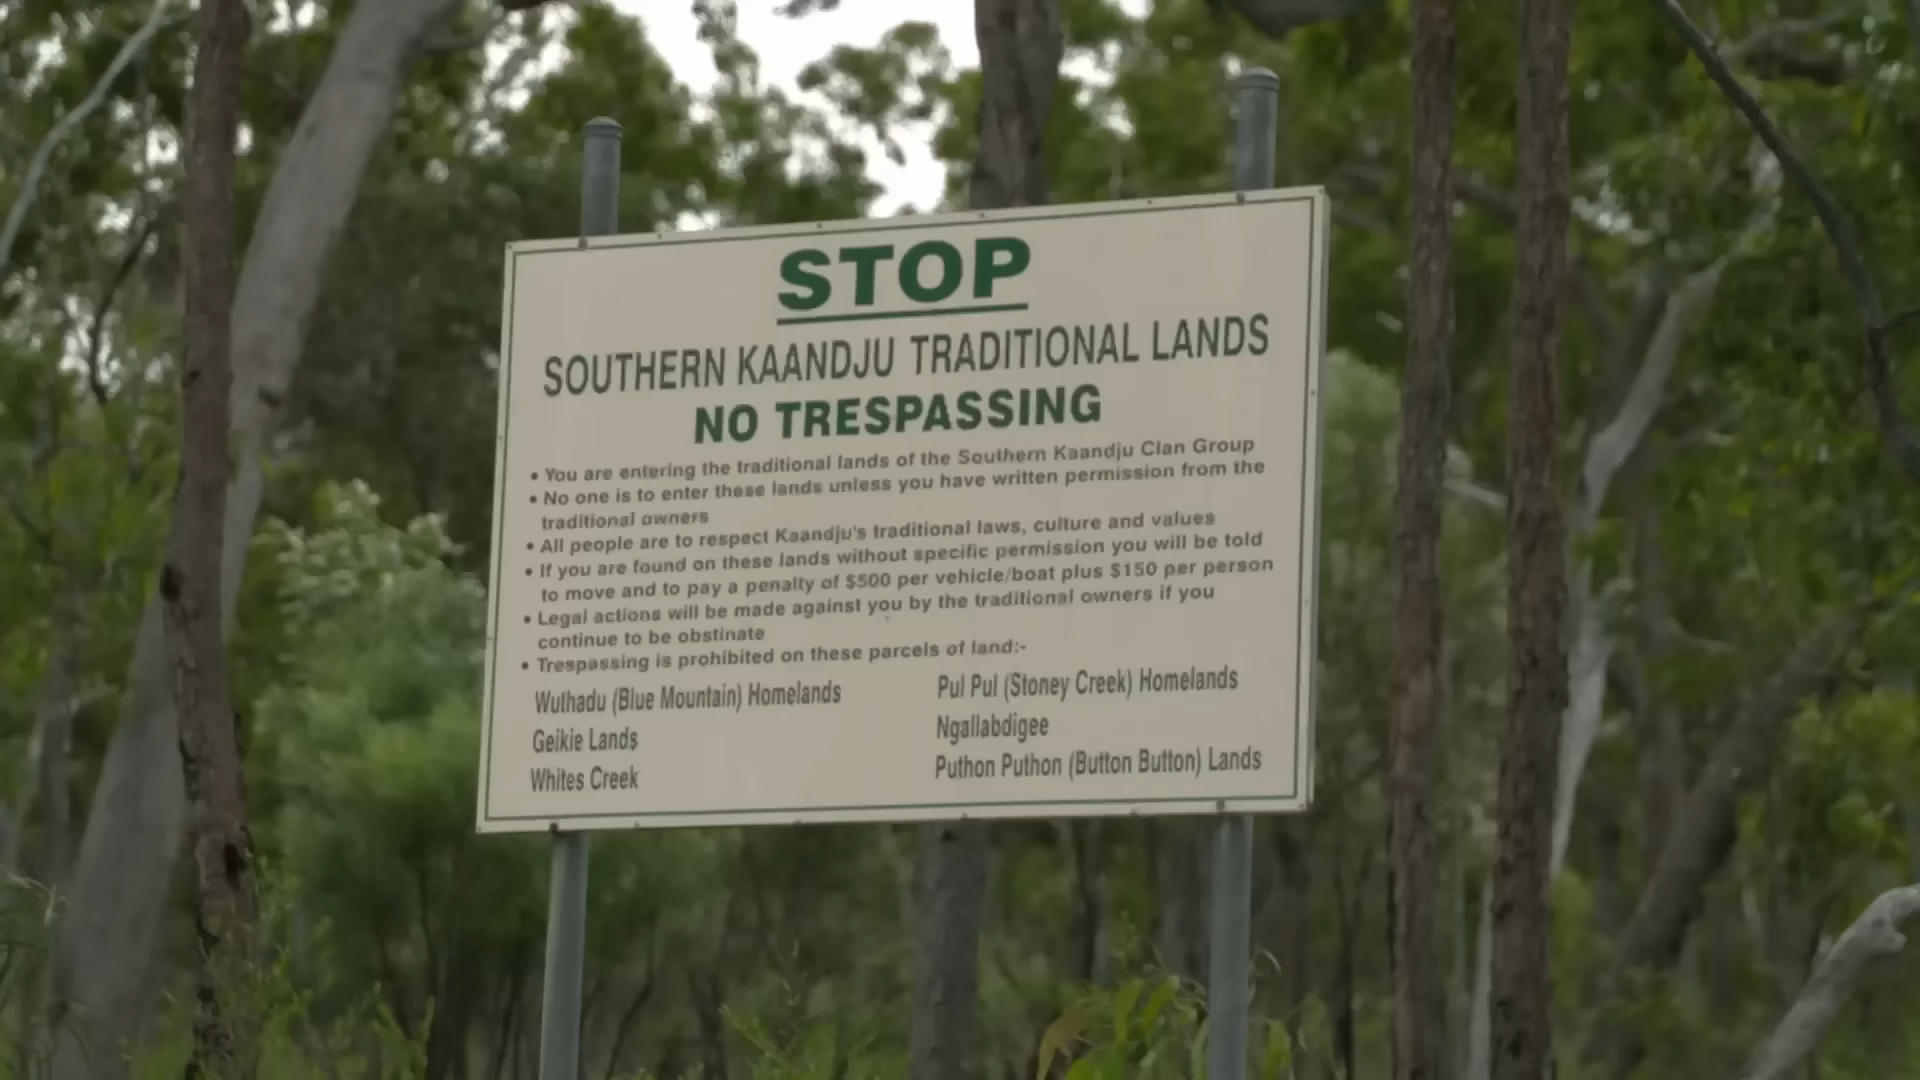 STOP
SOUTHERN KAANDJU TRADITIONAL LANDS
NO TRESPASSING
• You are entering the traditional lands of the Southern Kaandju Clan Group
• No one is to enter these lands unless you have written permission from the
traditional owners
• All people are to respect Kaandju's traditional laws, culture and values
• If you are found on these lands without specific permission you will be told
to move and to pay a penalty of $500 per vehicle/boat plus $150 per person
• Legal actions will be made against you by the traditional owners if you
continue to be obstinate
• Trespassing is prohibited on these parcels of land:-
Wuthadu (Blue Mountain) Homelands
Geikie Lands
Whites Creek
Pul Pul (Stoney Creek) Homelands
Ngallabdigee
Puthon Puthon (Button Button) Lands